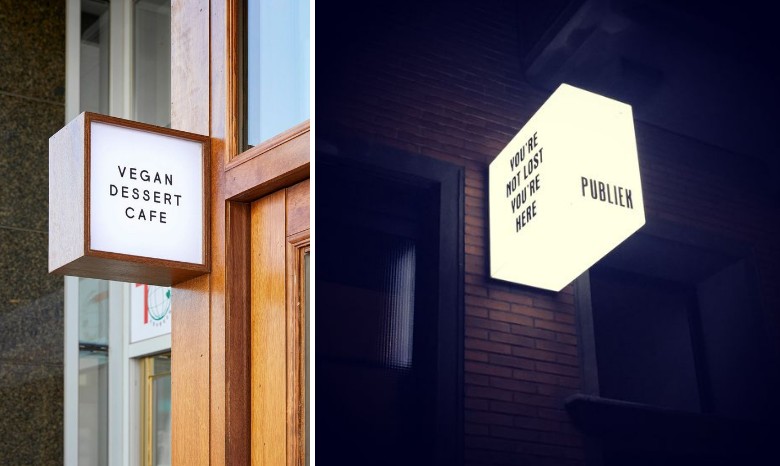 VEGAN
DESSERT
CAFE
YOU'RE
NOT LOST
YOU'RE
HERE
PUBLIEK